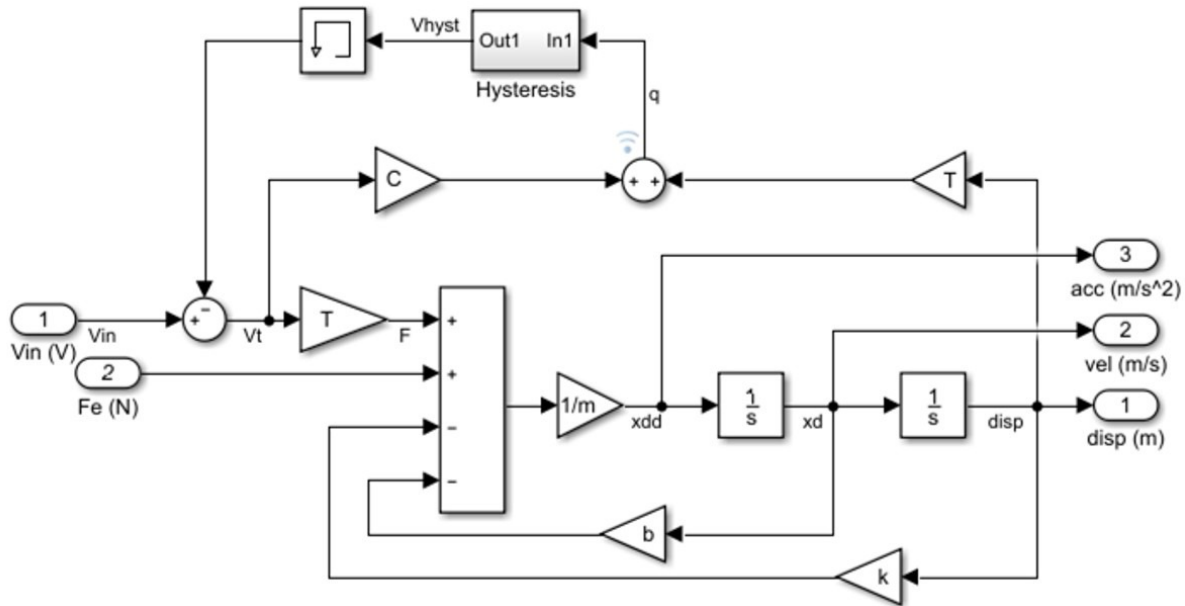 Vhyst
Out1 In1
Hysteresis
q
C
+ +
T
3
acc (m/s^2)
1
Vin (V)
Vin
+ −
Vt
T
F
+
2
vel (m/s)
2
Fe (N)
+
1/m
xdd
1
s
xd
1
s
disp
1
disp (m)
−
−
b
k